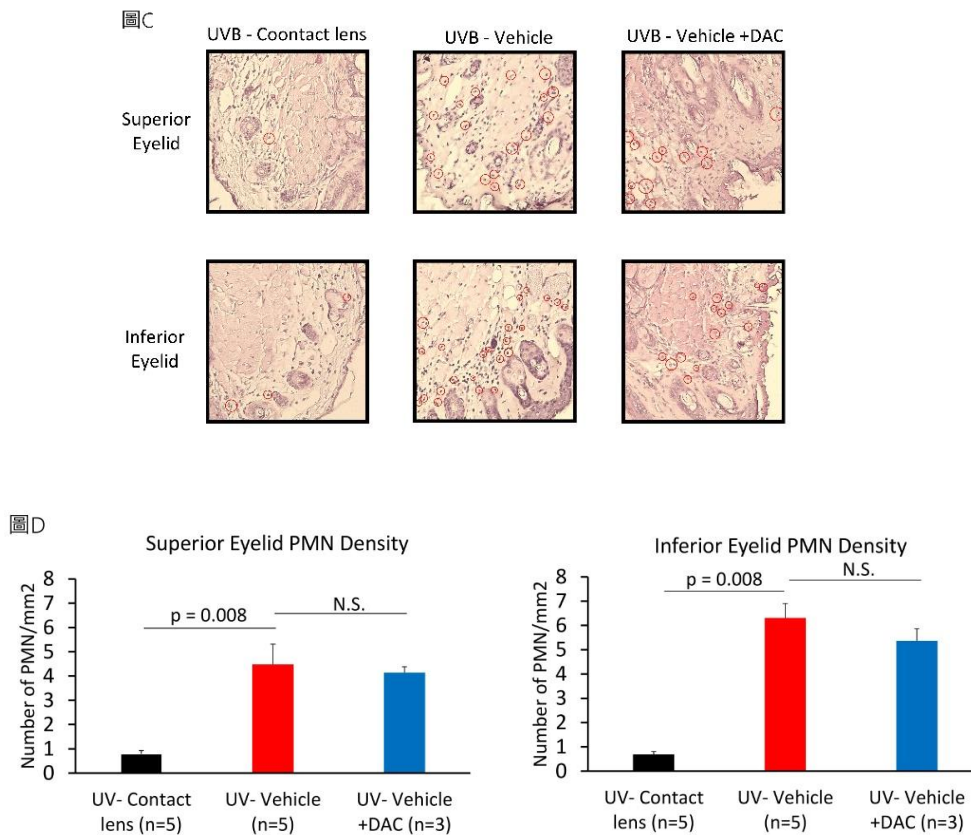 圖C
UVB - Coontact lens
UVB - Vehicle
UVB - Vehicle +DAC
Superior
Eyelid
Inferior
Eyelid
圖D
Superior Eyelid PMN Density
Number of PMN/mm2
8
7
6
5
4
3
2
1
0
p = 0.008
N.S.
UV- Contact
lens (n=5)
UV- Vehicle
(n=5)
UV- Vehicle
+DAC (n=3)
Inferior Eyelid PMN Density
Number of PMN/mm2
8
7
6
5
4
3
2
1
0
p = 0.008
N.S.
UV- Contact
lens (n=5)
UV- Vehicle
(n=5)
UV- Vehicle
+DAC (n=3)